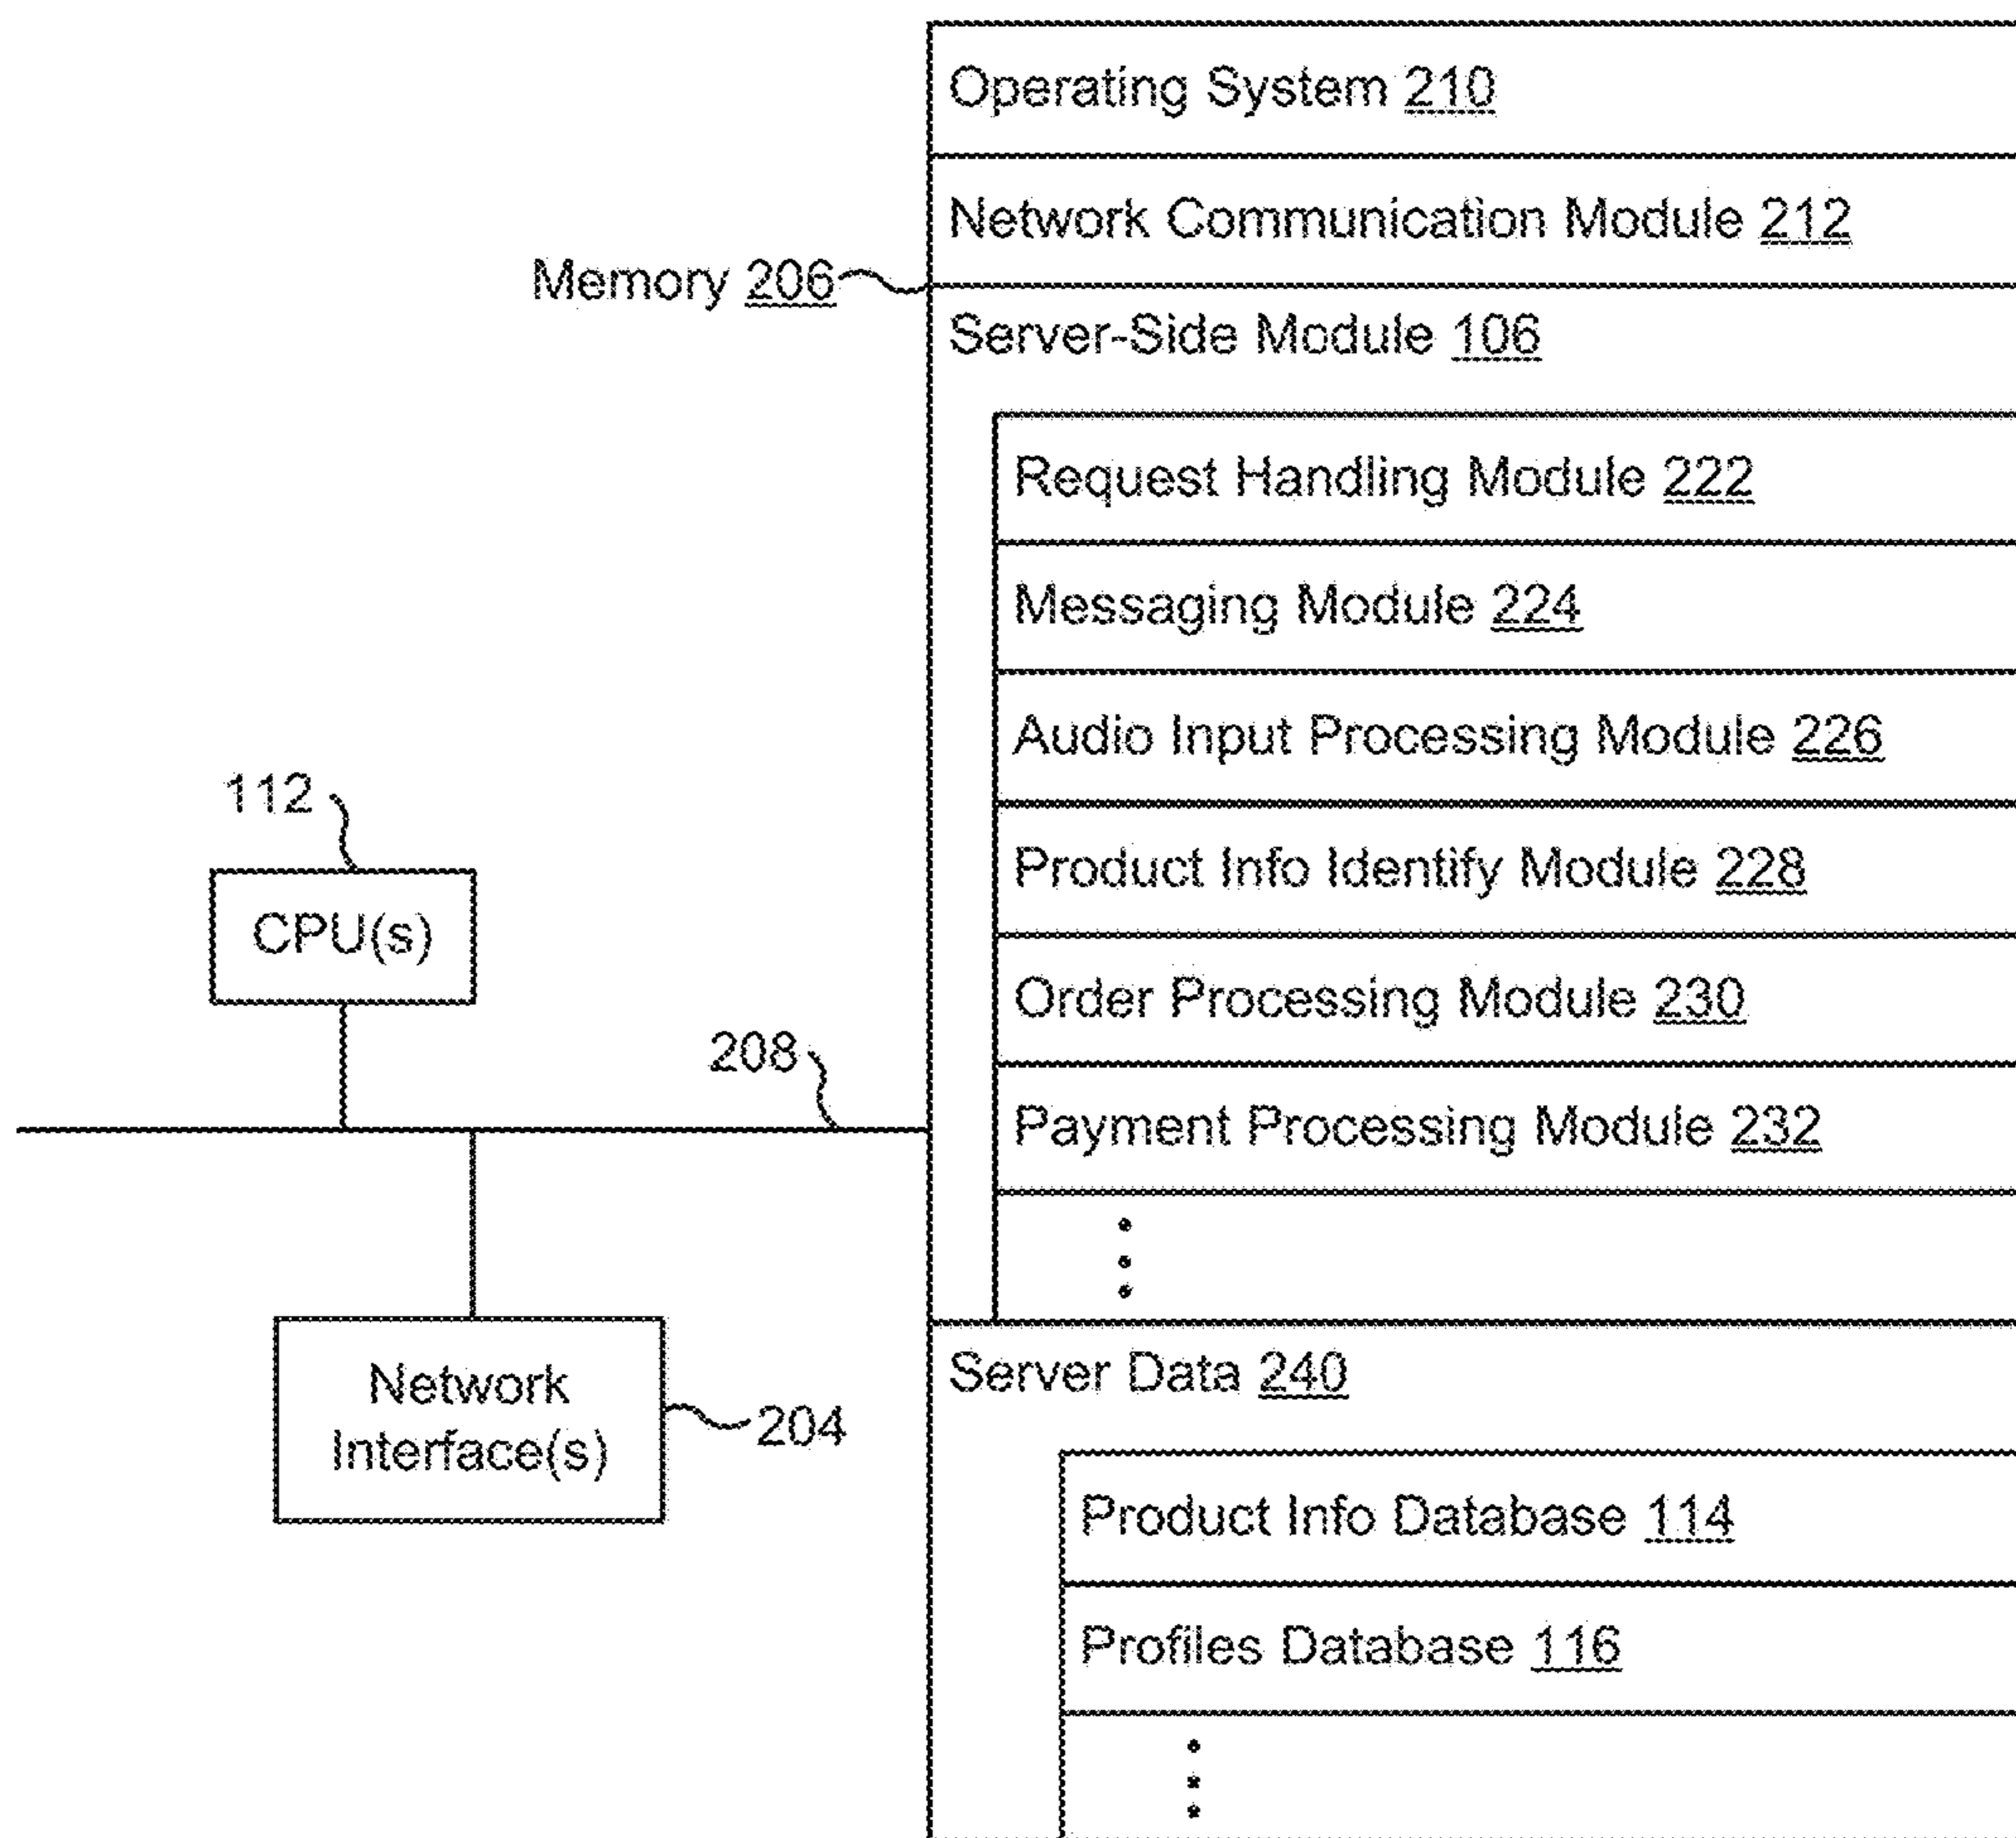 Operating System 210
Network Communication Module 212
Memory 206
Server-Side Module 106
Request Handling Module 222
Messaging Module 224
Audio Input Processing Module 226
112
Product Info Identify Module 228
CPU(s)
Order Processing Module 230
208
Payment Processing Module 232
Server Data 240
Network
Interface(s)
204
Product Info Database 114
Profiles Database 116